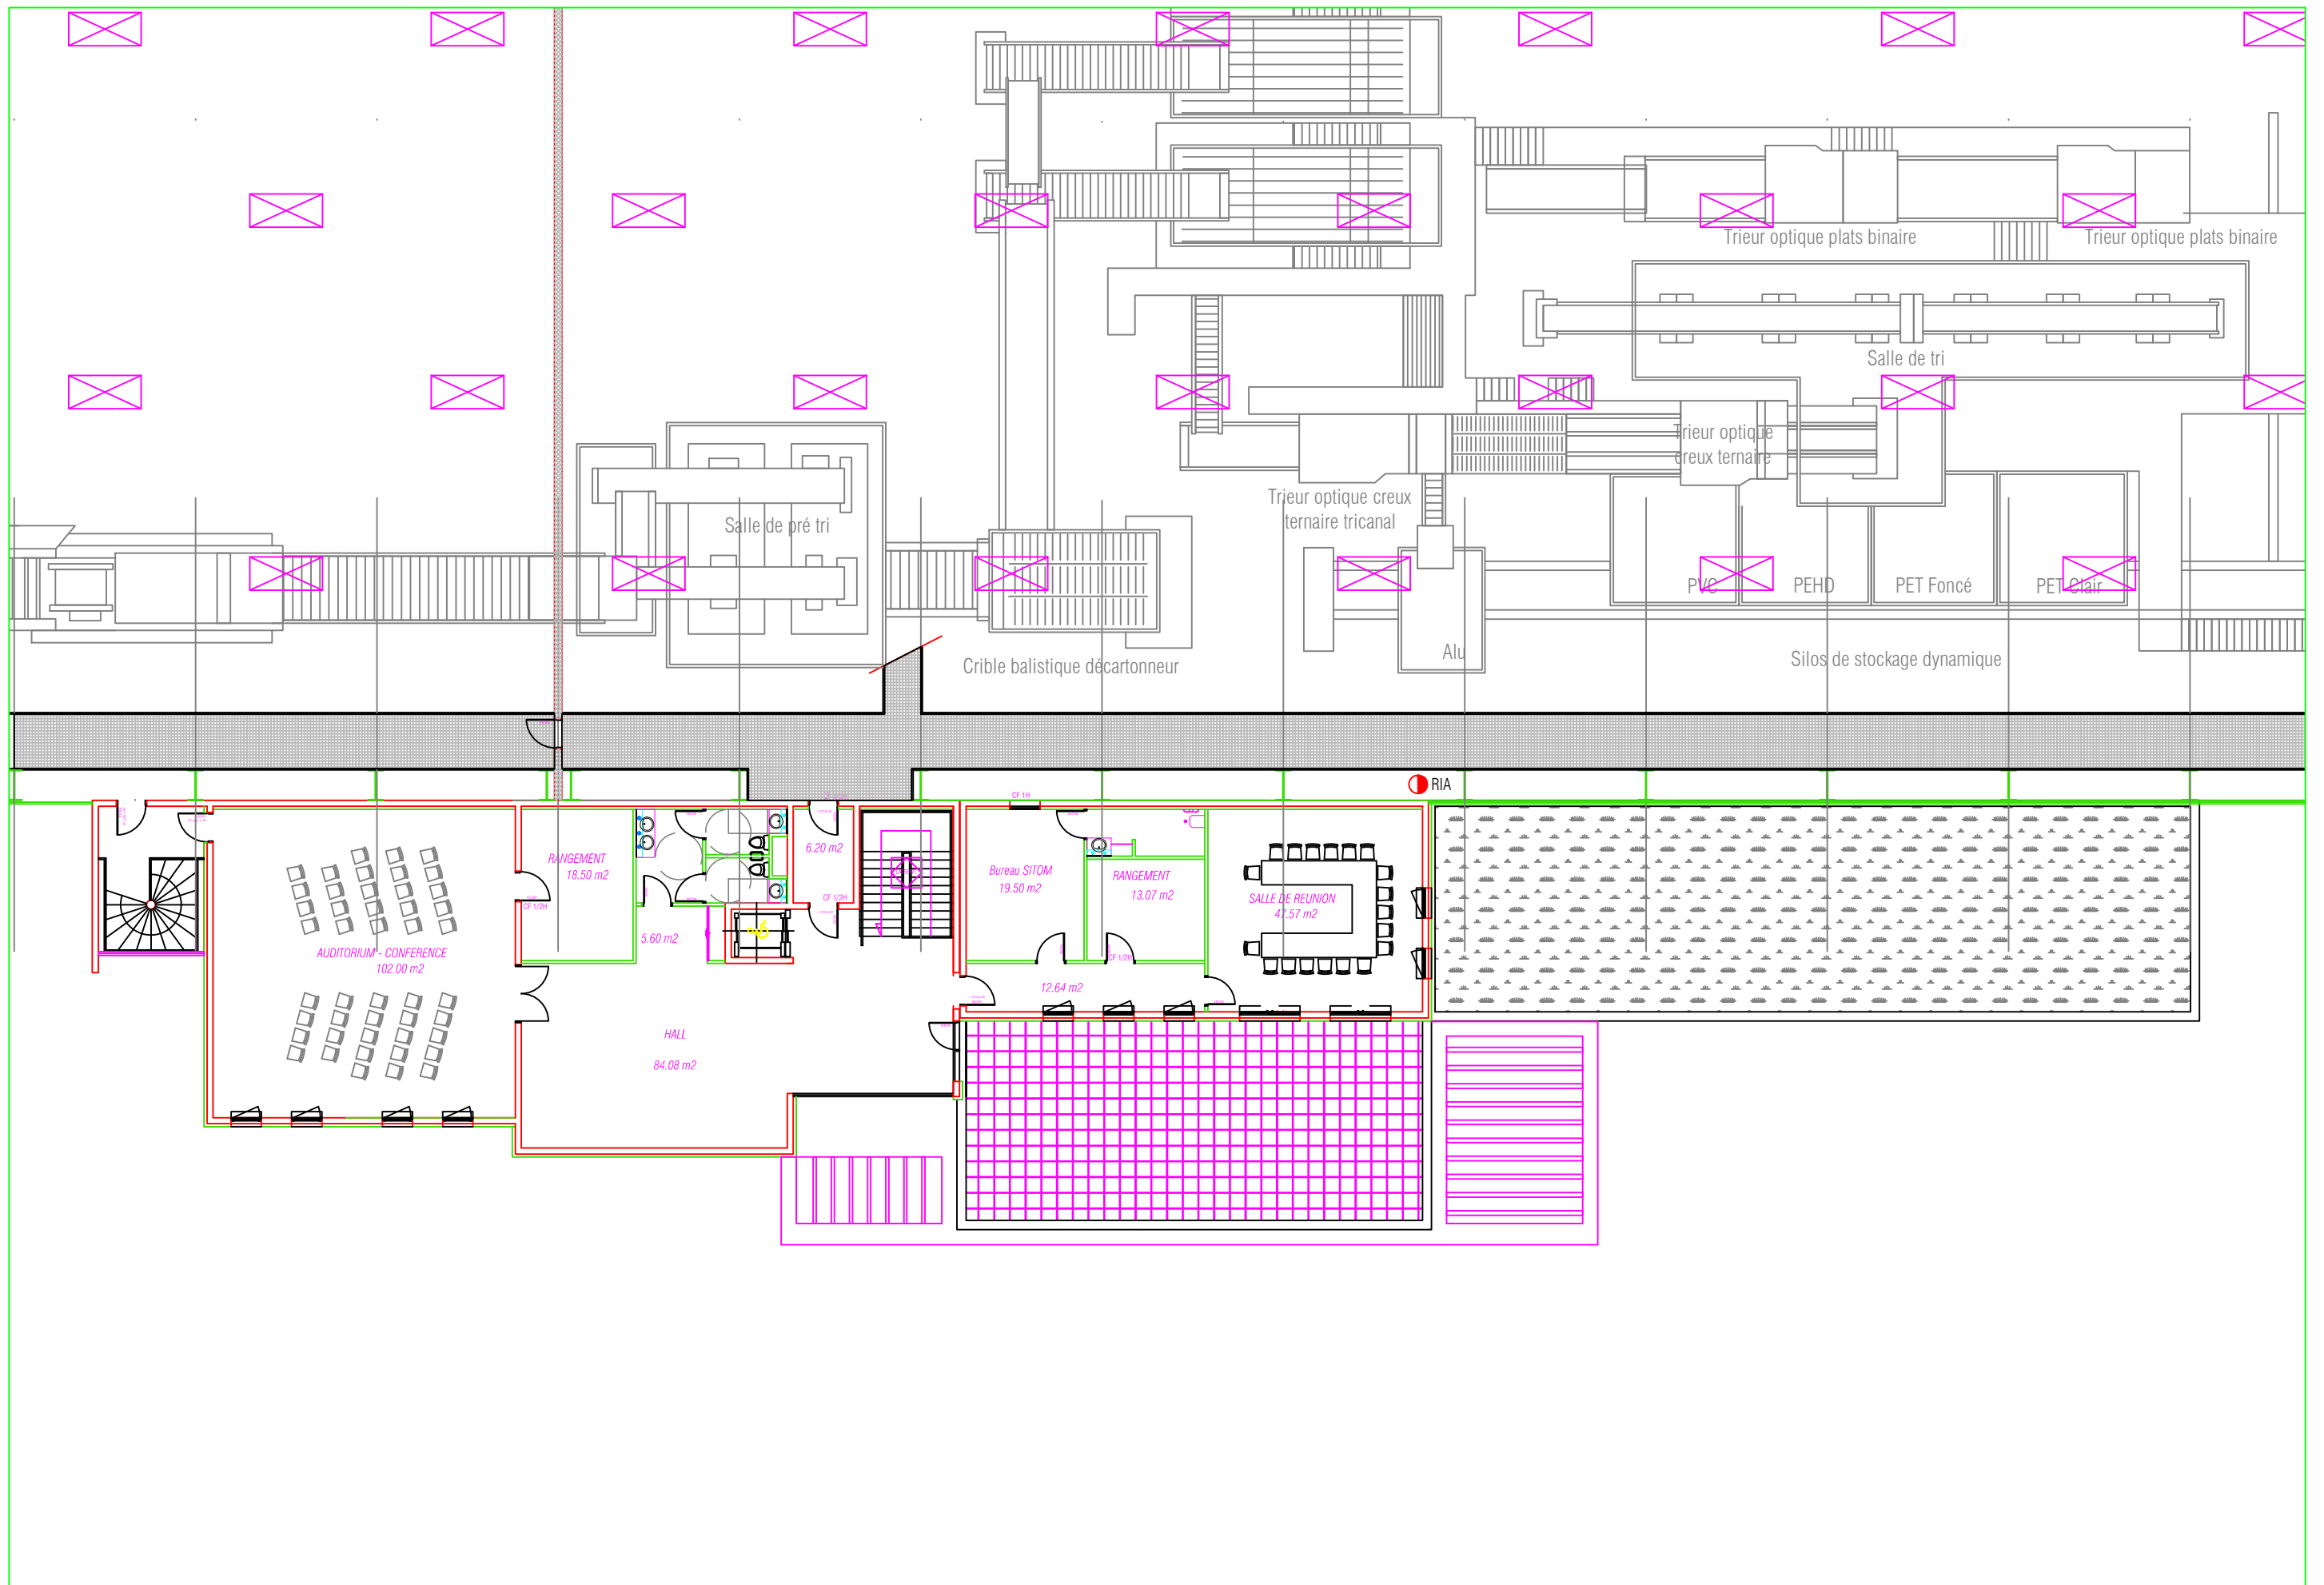 Trieur optique plats binaire
Trieur optique plats binaire
Salle de tri
Trieur optique
creux ternaire
Trieur optique creux
ternaire tricanal
Salle de pré tri
PVC
PEHD
PET Foncé
PET Clair
Crible balistique décartonneur
Alu
Silos de stockage dynamique
RIA
CF 1H
RANGEMENT
18.50 m2
6.20 m2
Bureau SITOM
19.50 m2
RANGEMENT
13.07 m2
SALLE DE REUNION
47.57 m2
CF 1/2H
CF 1/2H
5.60 m2
AUDITORIUM - CONFERENCE
102.00 m2
CF 1/2H
12.64 m2
HALL
84.08 m2